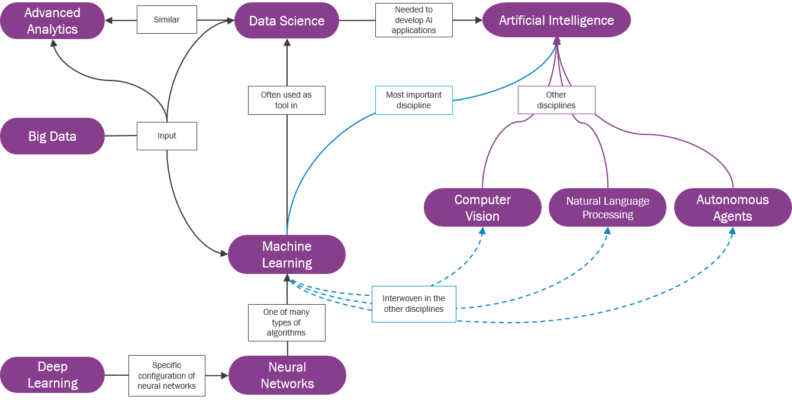 Advanced
Analytics
Similar
Data Science
Needed to
develop AI
applications
Artificial Intelligence
Often used as
tool in
Most important
discipline
Other
disciplines
Big Data
Input
Computer
Vision
Natural Language
Processing
Autonomous
Agents
Machine
Learning
Interwoven in the
other disciplines
One of many
types of
algorithms
Deep
Learning
Specific
configuration of
neural networks
Neural
Networks